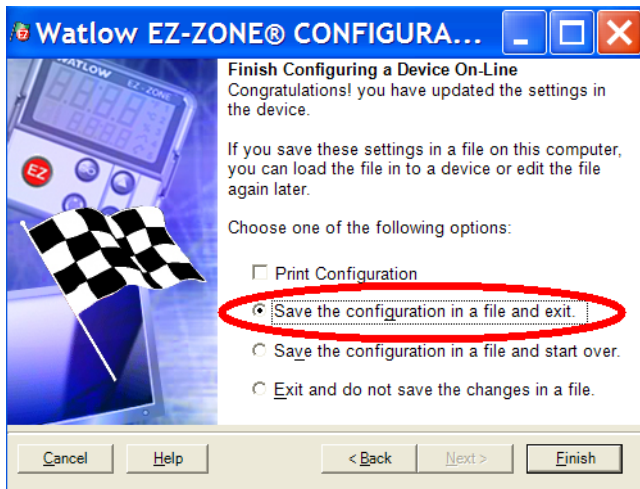 Watlow EZ-ZONE® CONFIGURA...
WATLOW
EZ-ZONE
EZ
Finish Configuring a Device On-Line
Congratulations! you have updated the settings in
the device.
If you save these settings in a file on this computer,
you can load the file in to a device or edit the file
again later.
Choose one of the following options:
Print Configuration
Save the configuration in a file and exit.
Save the configuration in a file and start over.
Exit and do not save the changes in a file.
Cancel Help < Back Next > Finish